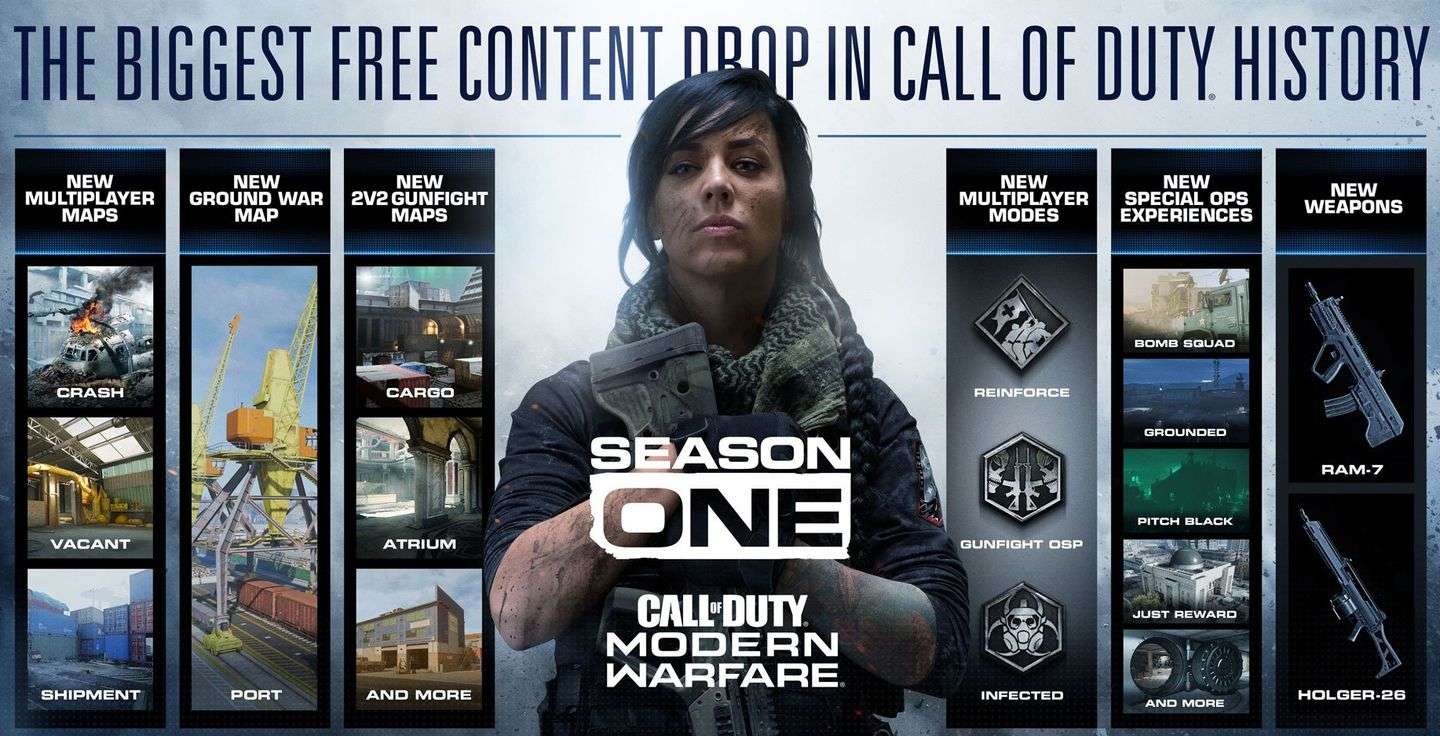 THE BIGGEST FREE CONTENT DROP IN CALL OF DUTY® HISTORY
NEW
MULTIPLAYER
MAPS
CRASH
VACANT
SHIPMENT
NEW
GROUND WAR
MAP
PORT
NEW
2V2 GUNFIGHT
MAPS
CARGO
ATRIUM
AND MORE
SEASON
ONE
CALL OF DUTY®
MODERN
WARFARE®
NEW
MULTIPLAYER
MODES
REINFORCE
GUNFIGHT OSP
INFECTED
NEW
SPECIAL OPS
EXPERIENCES
BOMB SQUAD
GROUNDED
PITCH BLACK
JUST REWARD
AND MORE
NEW
WEAPONS
RAM-7
HOLGER-26